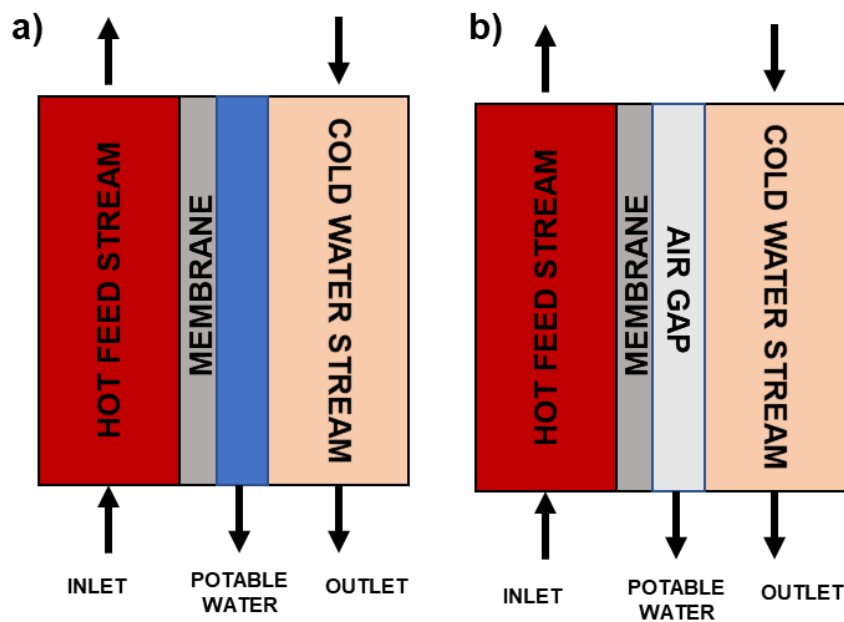 a)
HOT FEED STREAM
MEMBRANE
COLD WATER STREAM
INLET
POTABLE
WATER
OUTLET
b)
HOT FEED STREAM
MEMBRANE
AIR GAP
COLD WATER STREAM
INLET
POTABLE
WATER
OUTLET